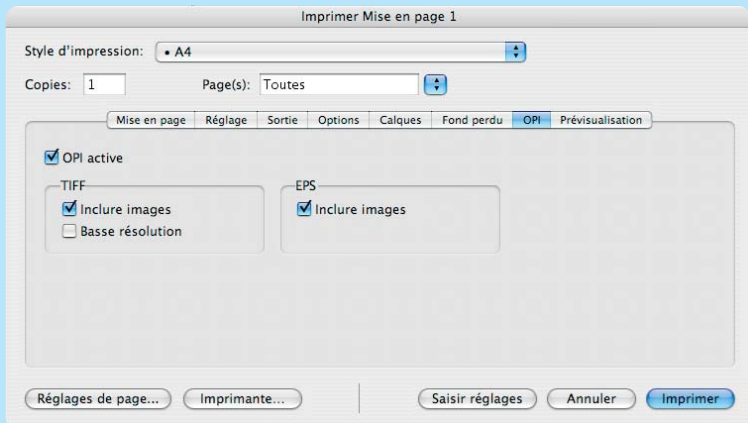 Imprimer Mise en page 1
Style d'impression: • A4
Copies: 1 Page(s): Toutes
Mise en page Réglage Sortie Options Calques Fond perdu OPI Prévisualisation
OPI active
TIFF EPS
Inclure images Inclure images
Basse résolution
Réglages de page... Imprimante... Saisir réglages Annuler Imprimer